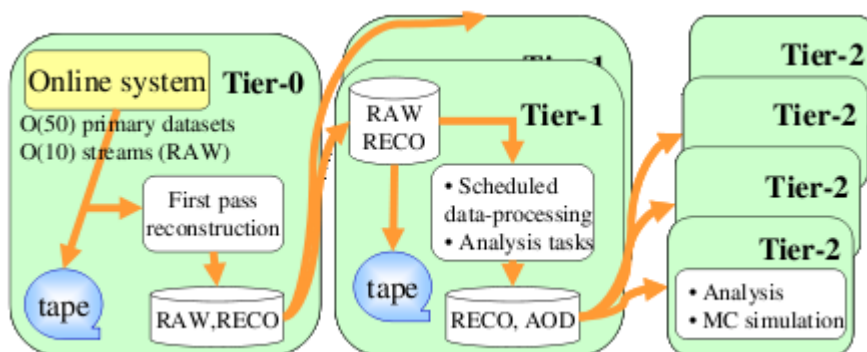 Online system
Tier-0
O(50) primary datasets
O(10) streams (RAW)
First pass
reconstruction
tape
RAW,RECO
Tier-1
Tier-1
RAW
RECO
• Scheduled
data-processing
• Analysis tasks
tape
RECO, AOD
Tier-2
Tier-2
Tier-2
Tier-2
• Analysis
• MC simulation